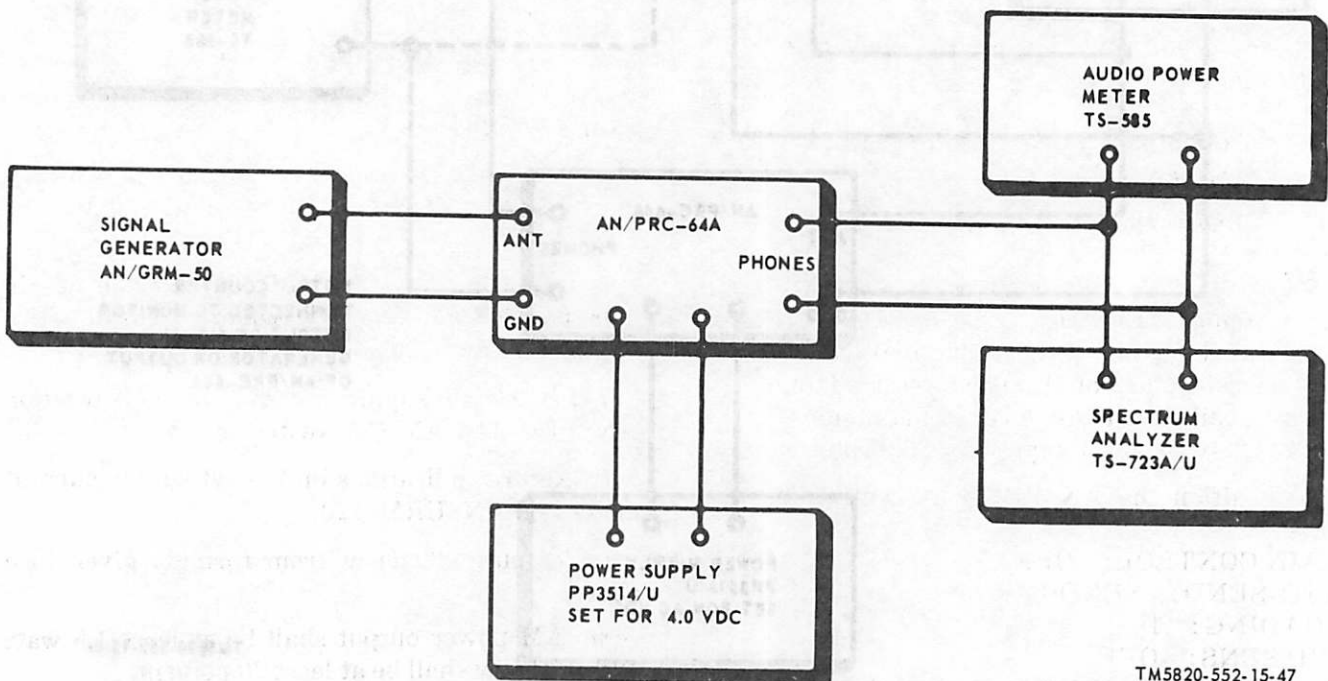 AUDIO POWER
METER
TS-585
SIGNAL
GENERATOR
AN/GRM-50
ANT
AN/PRC-64A
PHONES
GND
SPECTRUM
ANALYZER
TS-723A/U
POWER SUPPLY
PP3514/U
SET FOR 4.0 VDC
TM5820-552-15-47